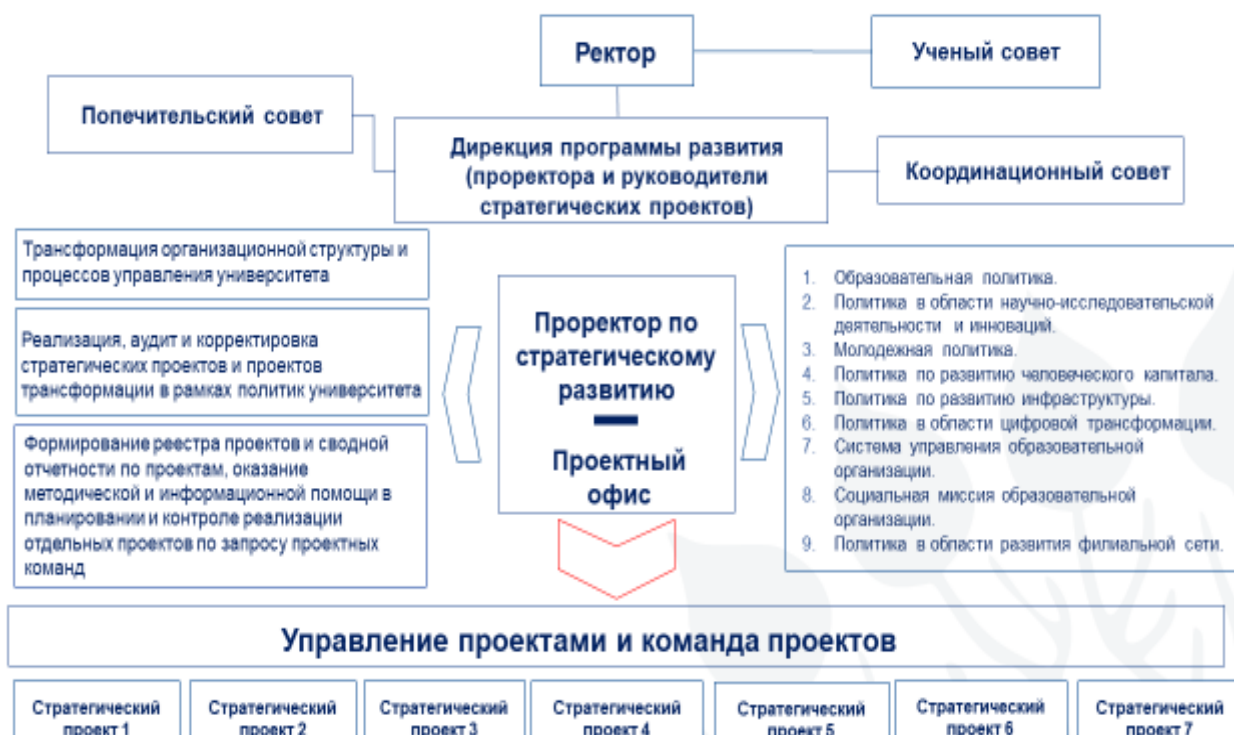 Ректор
Ученый совет
Попечительский совет
Дирекция программы развития
(проректора и руководители
стратегических проектов)
Координационный совет
Трансформация организационной структуры и
процессов управления университета
Реализация, аудит и корректировка
стратегических проектов и проектов
трансформации в рамках политик университета
Формирование реестра проектов и сводной
отчетности по проектам, оказание
методической и информационной помощи в
планировании и контроле реализации
отдельных проектов по запросу проектных
команд
Проректор по
стратегическому
развитию
Проектный
офис
1. Образовательная политика.
2. Политика в области научно-исследовательской
деятельности и инноваций.
3. Молодежная политика.
4. Политика по развитию человеческого капитала.
5. Политика по развитию инфраструктуры.
6. Политика в области цифровой трансформации.
7. Система управления образовательной
организации.
8. Социальная миссия образовательной
организации.
9. Политика в области развития филиальной сети.
Управление проектами и команда проектов
Стратегический
проект 1
Стратегический
проект 2
Стратегический
проект 3
Стратегический
проект 4
Стратегический
проект 5
Стратегический
проект 6
Стратегический
проект 7